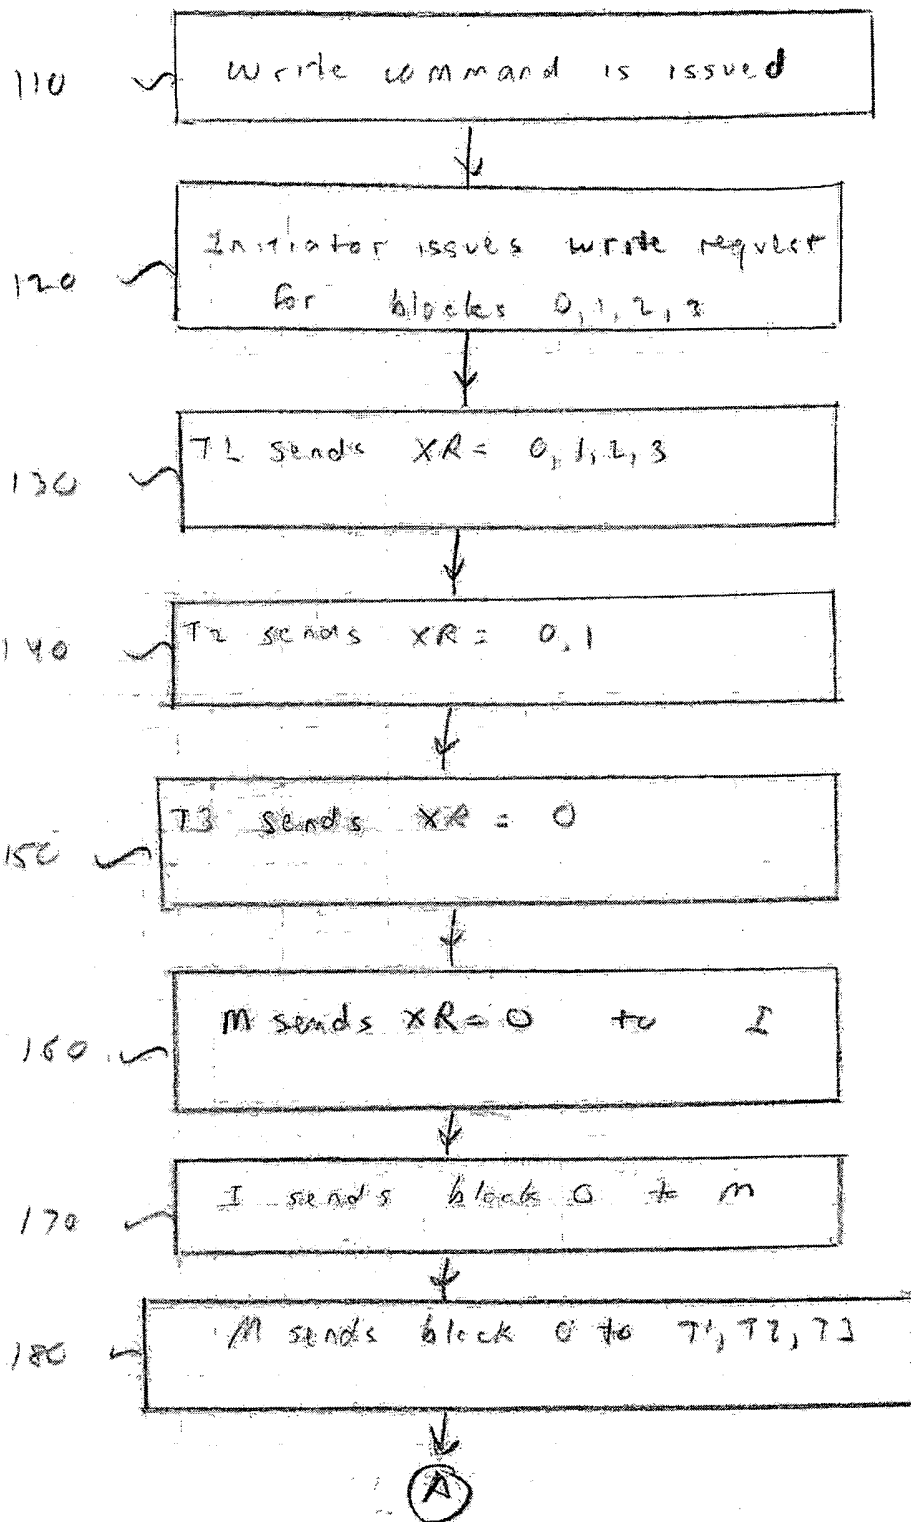 110
Write command is issued
120
Initiator issues write request
for blocks 0, 1, 2, 3
130
T1 sends XR = 0, 1, 2, 3
140
T2 sends XR = 0, 1
150
T3 sends XR = 0
160
M sends XR = 0 to I
170
I sends block 0 to M
180
M sends block 0 to T1, T2, T3
A